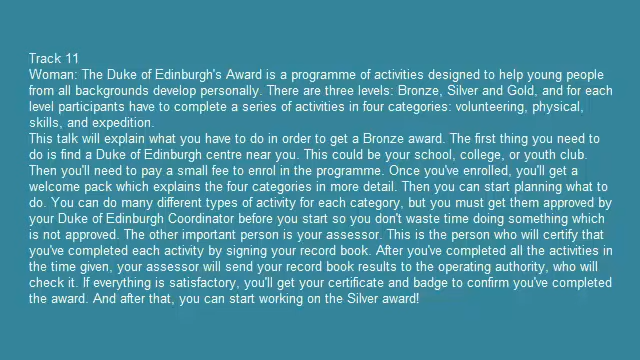 Track 11
Woman: The Duke of Edinburgh's Award is a programme of activities designed to help young people
from all backgrounds develop personally. There are three levels: Bronze, Silver and Gold, and for each
level participants have to complete a series of activities in four categories: volunteering, physical,
skills, and expedition.
This talk will explain what you have to do in order to get a Bronze award. The first thing you need to
do is find a Duke of Edinburgh centre near you. This could be your school, college, or youth club.
Then you'll need to pay a small fee to enrol in the programme. Once you've enrolled, you'll get a
welcome pack which explains the four categories in more detail. Then you can start planning what to
do. You can do many different types of activity for each category, but you must get them approved by
your Duke of Edinburgh Coordinator before you start so you don't waste time doing something which
is not approved. The other important person is your assessor. This is the person who will certify that
you've completed each activity by signing your record book. After you've completed all the activities in
the time given, your assessor will send your record book results to the operating authority, who will
check it. If everything is satisfactory, you'll get your certificate and badge to confirm you've completed
the award. And after that, you can start working on the Silver award!